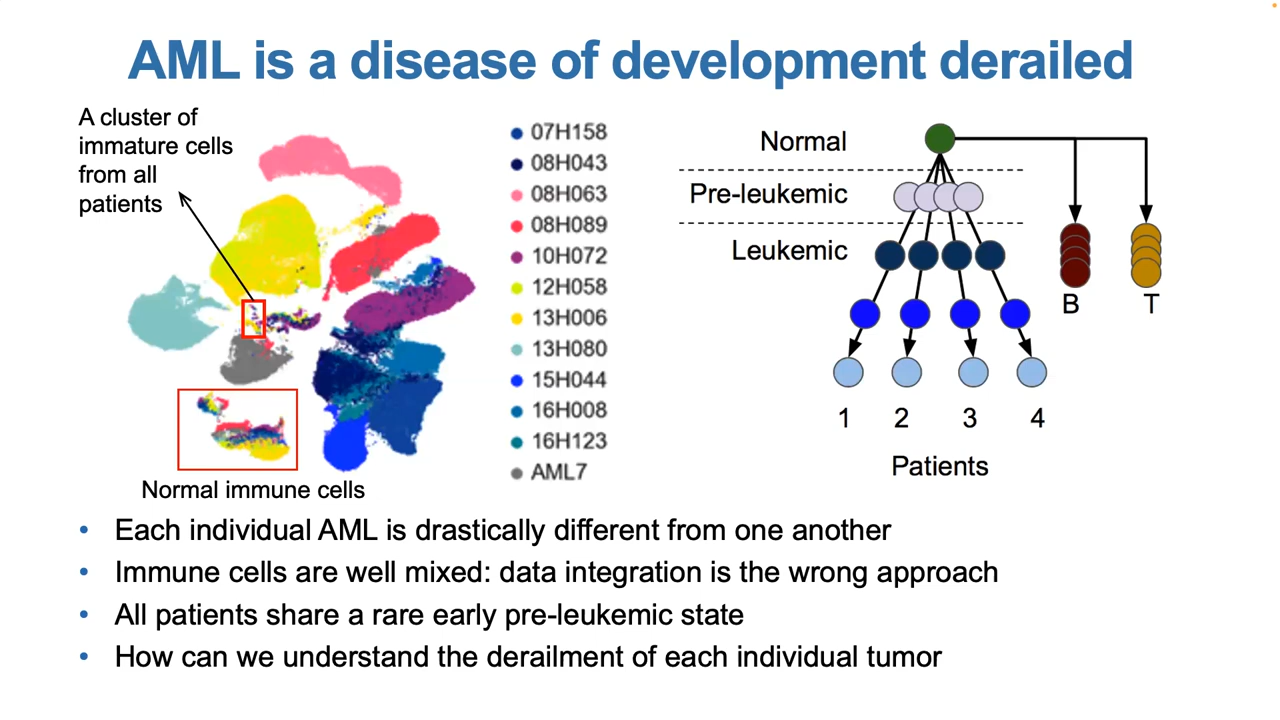 AML is a disease of development derailed
A cluster of
immature cells
from all
patients
07H158
08H043
08H063
08H089
10H072
12H058
13H006
13H080
15H044
16H008
16H123
AML7
Normal immune cells
Normal
Pre-leukemic
Leukemic
B
T
1
2
3
4
Patients
• Each individual AML is drastically different from one another
• Immune cells are well mixed: data integration is the wrong approach
• All patients share a rare early pre-leukemic state
• How can we understand the derailment of each individual tumor